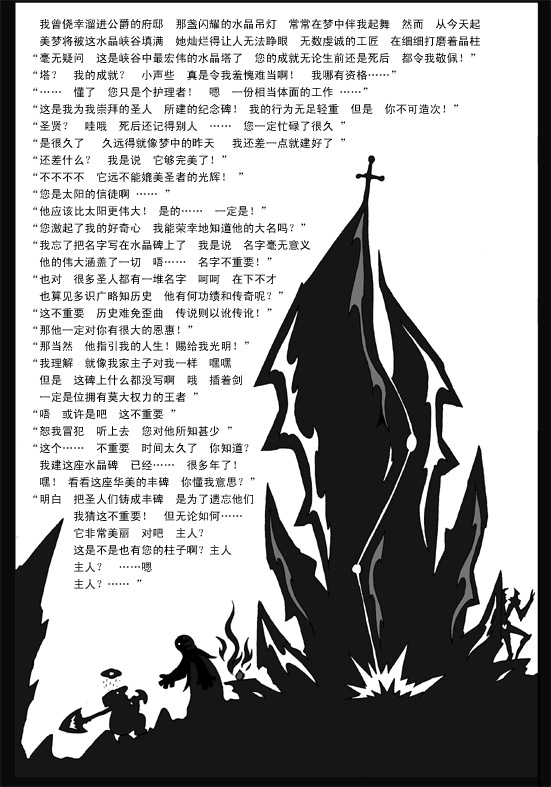 我曾侥幸溜进公爵的府邸 那盏闪耀的水晶吊灯 常常在梦中伴我起舞 然而 从今天起
美梦将被这水晶峡谷填满 她灿烂得让人无法睁眼 无数虔诚的工匠 在细细打磨着晶柱
“毫无疑问 这是峡谷中最宏伟的水晶塔了 您的成就无论生前还是死后 都令我敬佩！”
“塔？ 我的成就？ 小声些 真是令我羞愧难当啊！ 我哪有资格……”
“…… 懂了 您只是个护理者！ 嗯 一份相当体面的工作 ……”
“这是我为我崇拜的圣人 所建的纪念碑！ 我的行为无足轻重 但是 你不可造次！”
“圣贤？ 哇哦 死后还记得别人 …… 您一定忙碌了很久 ”
“是很久了 久远得就像梦中的昨天 我还差一点就建好了 ”
“还差什么？ 我是说 它够完美了！”
“不不不不 它远不能媲美圣者的光辉！ ”
“您是太阳的信徒啊 …… ”
“他应该比太阳更伟大！ 是的…… 一定是！”
“您激起了我的好奇心 我能荣幸地知道他的大名吗？”
“我忘了把名字写在水晶碑上了 我是说 名字毫无意义
他的伟大涵盖了一切 唔…… 名字不重要！ ”
“也对 很多圣人都有一堆名字 呵呵 在下不才
也算见多识广略知历史 他有何功绩和传奇呢？”
“这不重要 历史难免歪曲 传说则以讹传讹！”
“那他一定对你有很大的恩惠！”
“那当然 他指引我的人生！赐给我光明！”
“我理解 就像我家主子对我一样 嘿嘿
但是 这碑上什么都没写啊 哦 插着剑
一定是位拥有莫大权力的王者 ”
“唔 或许是吧 这不重要 ”
“恕我冒犯 听上去 您对他所知甚少 ”
“这个…… 不重要 时间太久了 你知道？
我建这座水晶碑 已经…… 很多年了！
嘿！ 看看这座华美的丰碑 你懂我意思？”
“明白 把圣人们铸成丰碑 是为了遗忘他们
我猜这不重要！ 但无论如何……
它非常美丽 对吧 主人？
这是不是也有您的柱子啊？主人
主人？ ……嗯
主人？…… ”